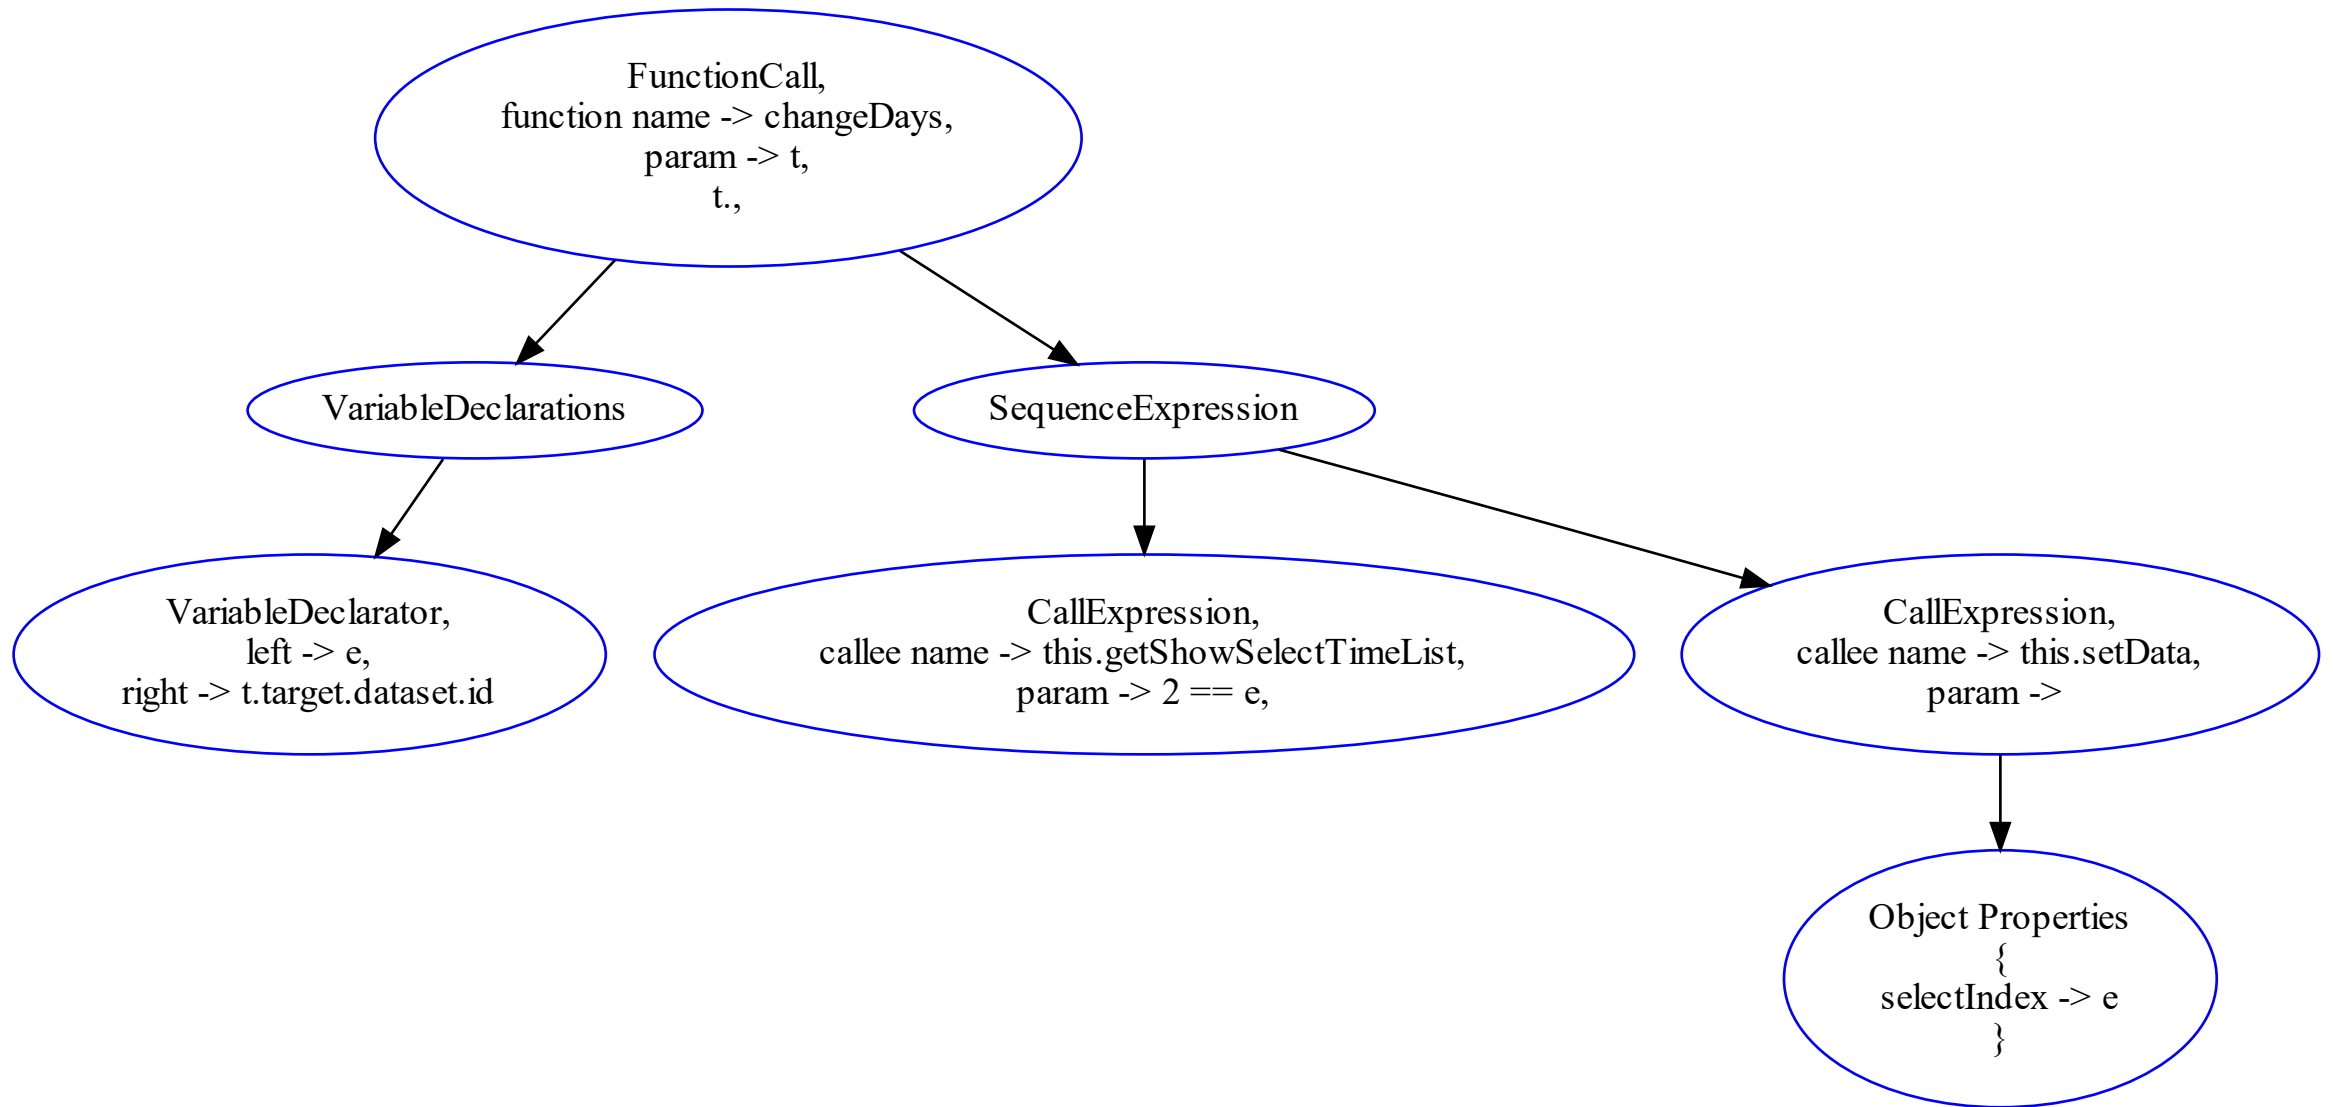 FunctionCall,
function name -> changeDays,
param -> t,
t.,
VariableDeclarations
SequenceExpression
VariableDeclarator,
left -> e,
right -> t.target.dataset.id
CallExpression,
callee name -> this.getShowSelectTimeList,
param -> 2 == e,
CallExpression,
callee name -> this.setData,
param ->
Object Properties
{
selectIndex -> e
}